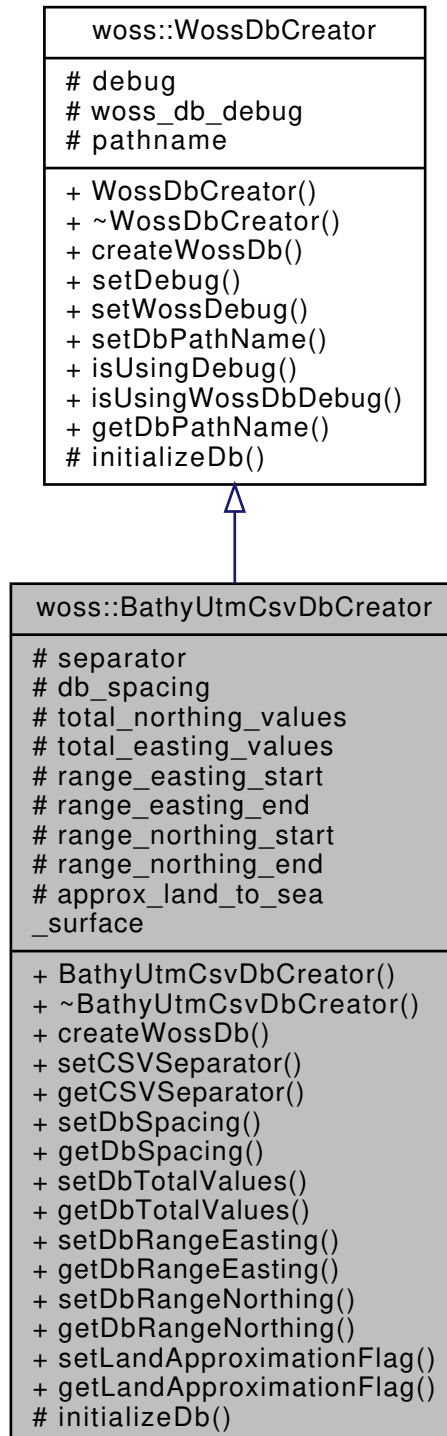 woss::WossDbCreator
# debug
# woss_db_debug
# pathname
+ WossDbCreator()
+ ~WossDbCreator()
+ createWossDb()
+ setDebug()
+ setWossDebug()
+ setDbPathName()
+ isUsingDebug()
+ isUsingWossDbDebug()
+ getDbPathName()
# initializeDb()
woss::BathyUtmCsvDbCreator
# separator
# db_spacing
# total_northing_values
# total_easting_values
# range_easting_start
# range_easting_end
# range_northing_start
# range_northing_end
# approx_land_to_sea
_surface
+ BathyUtmCsvDbCreator()
+ ~BathyUtmCsvDbCreator()
+ createWossDb()
+ setCSVSeparator()
+ getCSVSeparator()
+ setDbSpacing()
+ getDbSpacing()
+ setDbTotalValues()
+ getDbTotalValues()
+ setDbRangeEasting()
+ getDbRangeEasting()
+ setDbRangeNorthing()
+ getDbRangeNorthing()
+ setLandApproximationFlag()
+ getLandApproximationFlag()
# initializeDb()